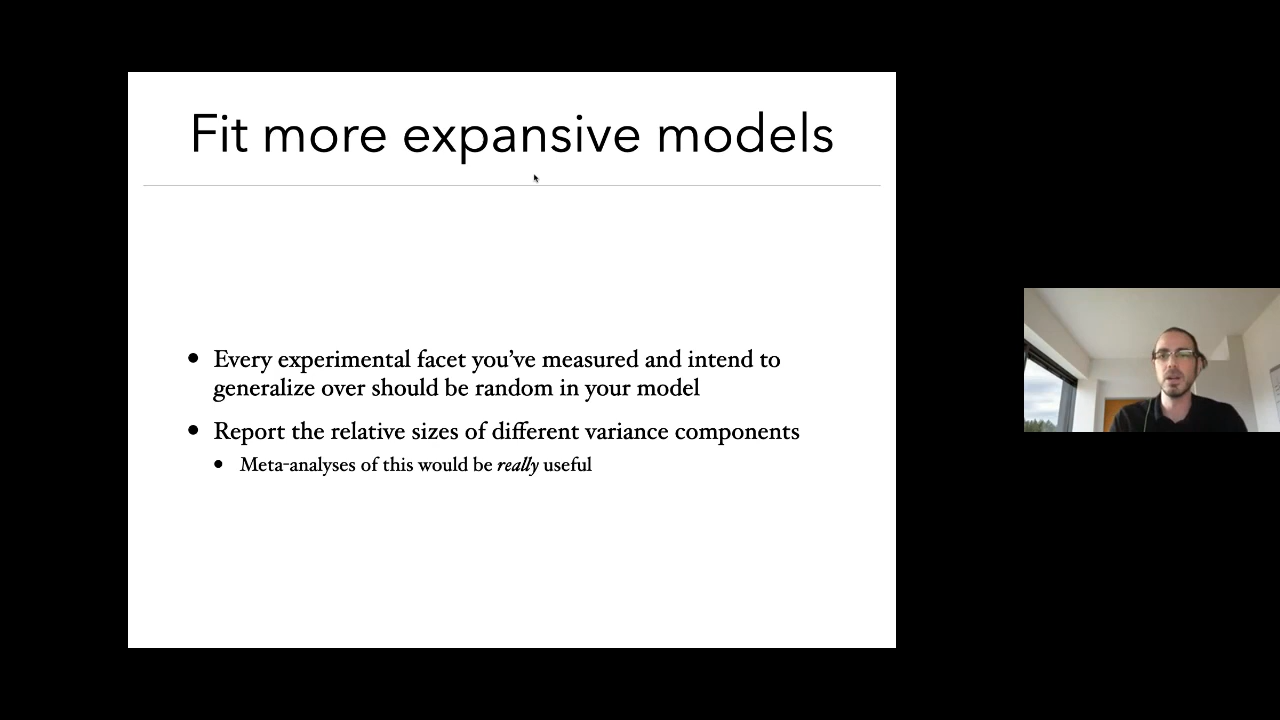 Fit more expansive models
• Every experimental facet you’ve measured and intend to
generalize over should be random in your model
• Report the relative sizes of different variance components
• Meta-analyses of this would be really useful